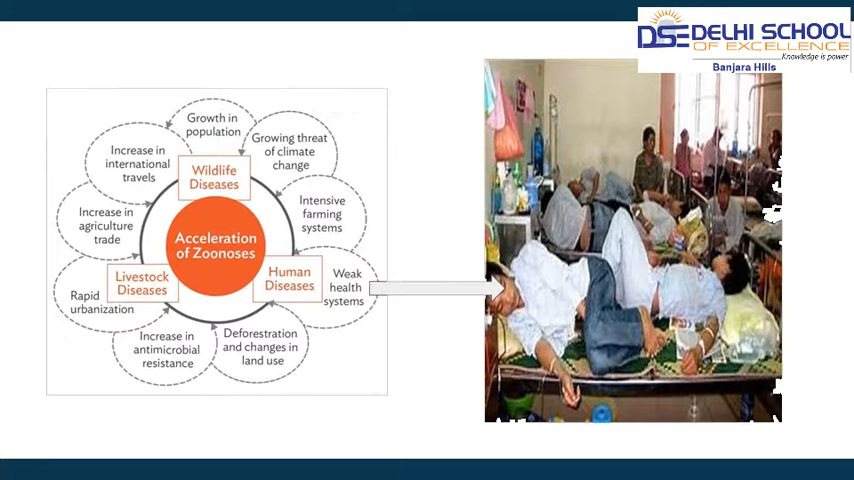 DSE DELHI SCHOOL
OF EXCELLENCE
Knowledge is power
Banjara Hills
Growth in
population
Growing threat
of climate
change
Increase in
international
travels
Wildlife
Diseases
Intensive
farming
systems
Increase in
agriculture
trade
Acceleration
of Zoonoses
Livestock
Diseases
Human
Diseases
Weak
health
systems
Rapid
urbanization
Increase in
antimicrobial
resistance
Deforestration
and changes in
land use